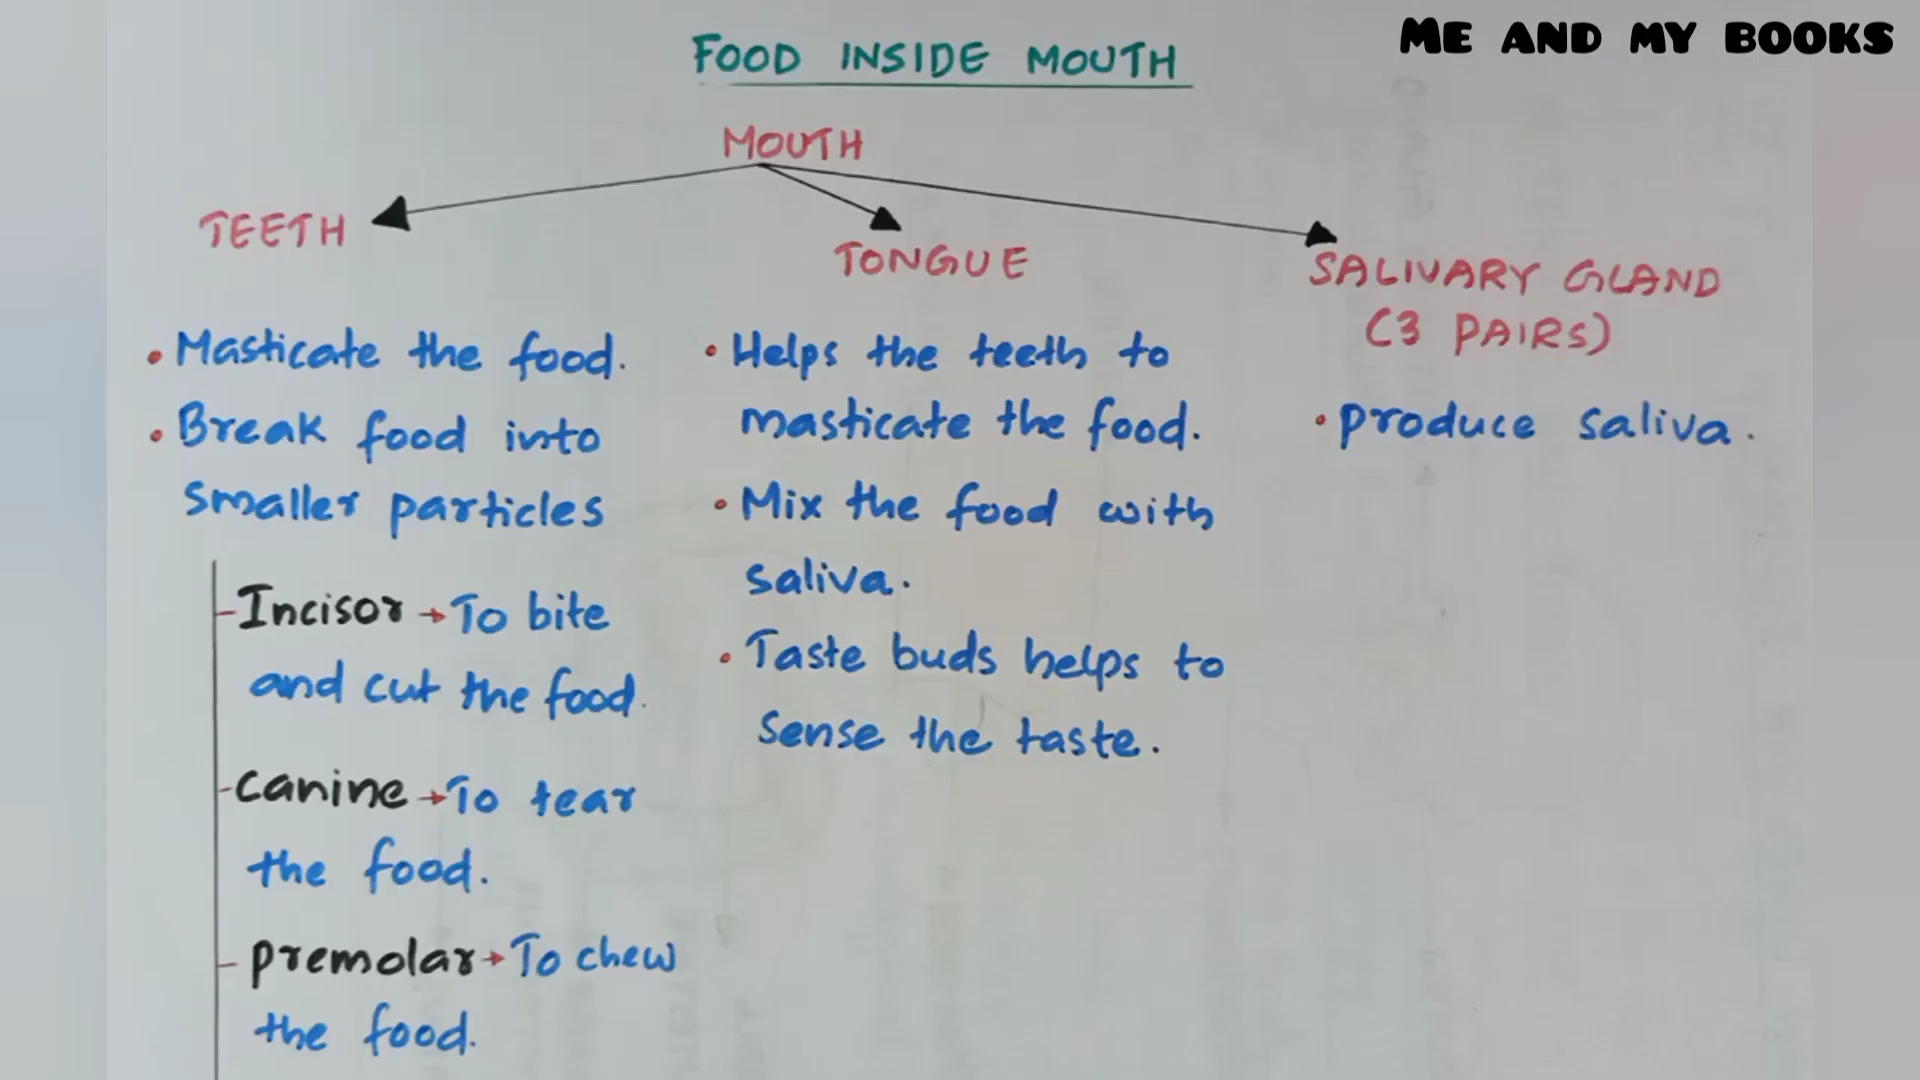 ME AND MY BOOKS
FOOD INSIDE MOUTH
MOUTH
TEETH
• Masticate the food.
• Break food into
smaller particles
Incisor → To bite
and cut the food.
canine → To tear
the food.
premolar → To chew
the food.
TONGUE
• Helps the teeth to
masticate the food.
• Mix the food with
saliva.
• Taste buds helps to
sense the taste.
SALIVARY GLAND
(3 PAIRS)
• produce saliva.